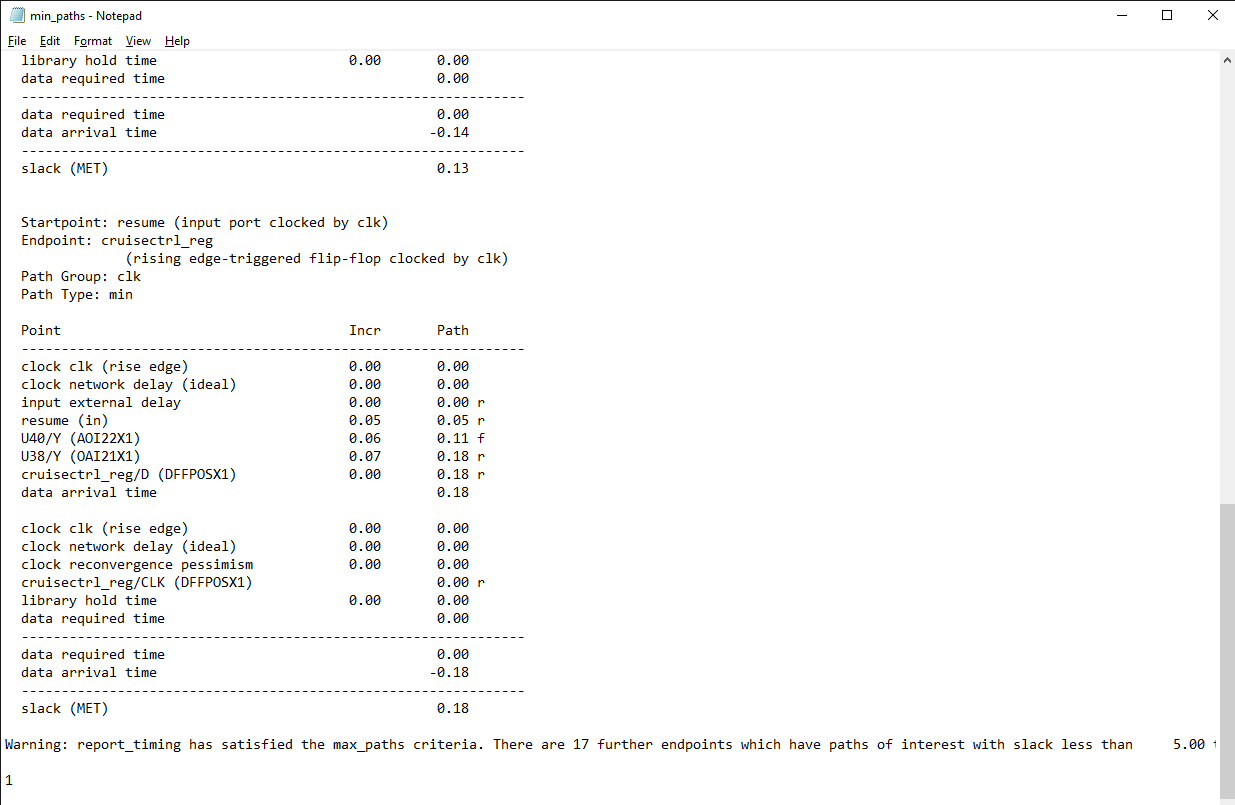 min_paths - Notepad
File Edit Format View Help
library hold time 0.00 0.00
data required time 0.00
---------------------------------------------------------------
data required time 0.00
data arrival time -0.14
---------------------------------------------------------------
slack (MET) 0.13
Startpoint: resume (input port clocked by clk)
Endpoint: cruisectrl_reg
(rising edge-triggered flip-flop clocked by clk)
Path Group: clk
Path Type: min
Point Incr Path
---------------------------------------------------------------
clock clk (rise edge) 0.00 0.00
clock network delay (ideal) 0.00 0.00
input external delay 0.00 0.00 r
resume (in) 0.05 0.05 r
U40/Y (AOI22X1) 0.06 0.11 f
U38/Y (OAI21X1) 0.07 0.18 r
cruisectrl_reg/D (DFFPOSX1) 0.00 0.18 r
data arrival time 0.18
clock clk (rise edge) 0.00 0.00
clock network delay (ideal) 0.00 0.00
clock reconvergence pessimism 0.00 0.00
cruisectrl_reg/CLK (DFFPOSX1) 0.00 r
library hold time 0.00 0.00
data required time 0.00
---------------------------------------------------------------
data required time 0.00
data arrival time -0.18
---------------------------------------------------------------
slack (MET) 0.18
Warning: report_timing has satisfied the max_paths criteria. There are 17 further endpoints which have paths of interest with slack less than 5.00
1